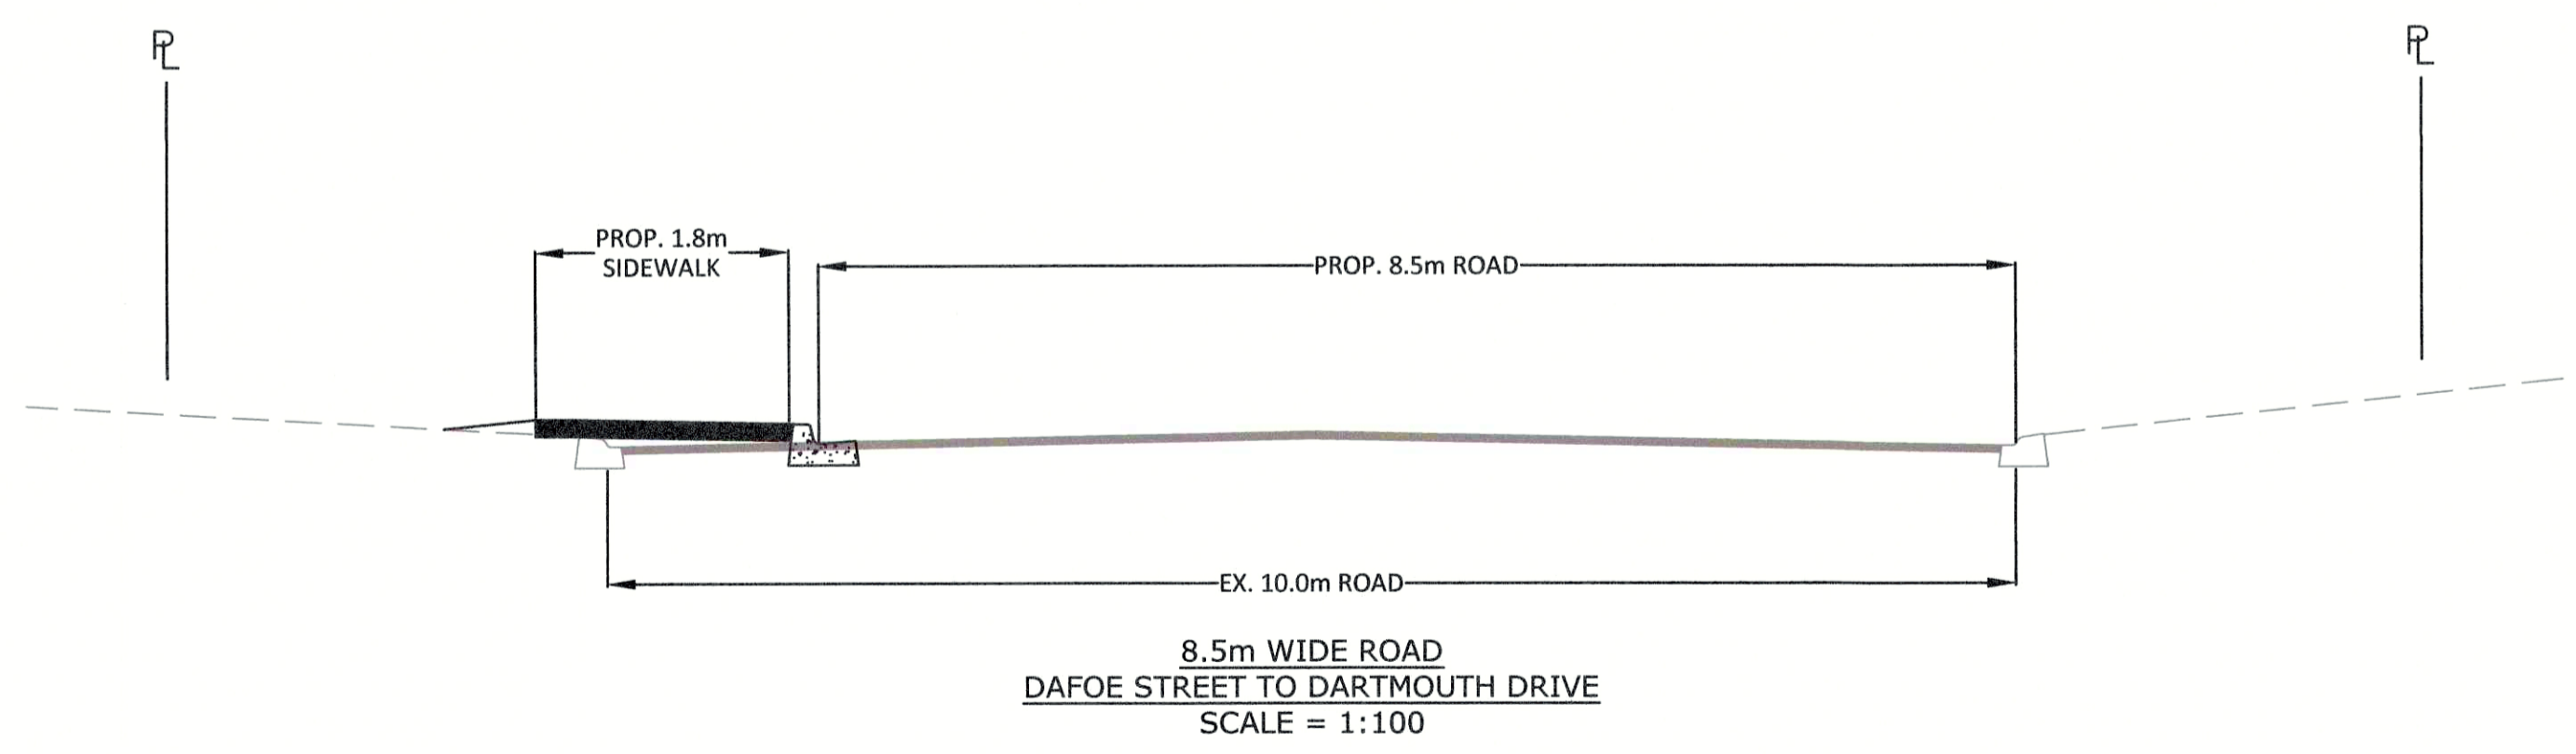 PL
PL
PROP. 1.8m
SIDEWALK
PROP. 8.5m ROAD
EX. 10.0m ROAD
8.5m WIDE ROAD
DAFOE STREET TO DARTMOUTH DRIVE
SCALE = 1:100